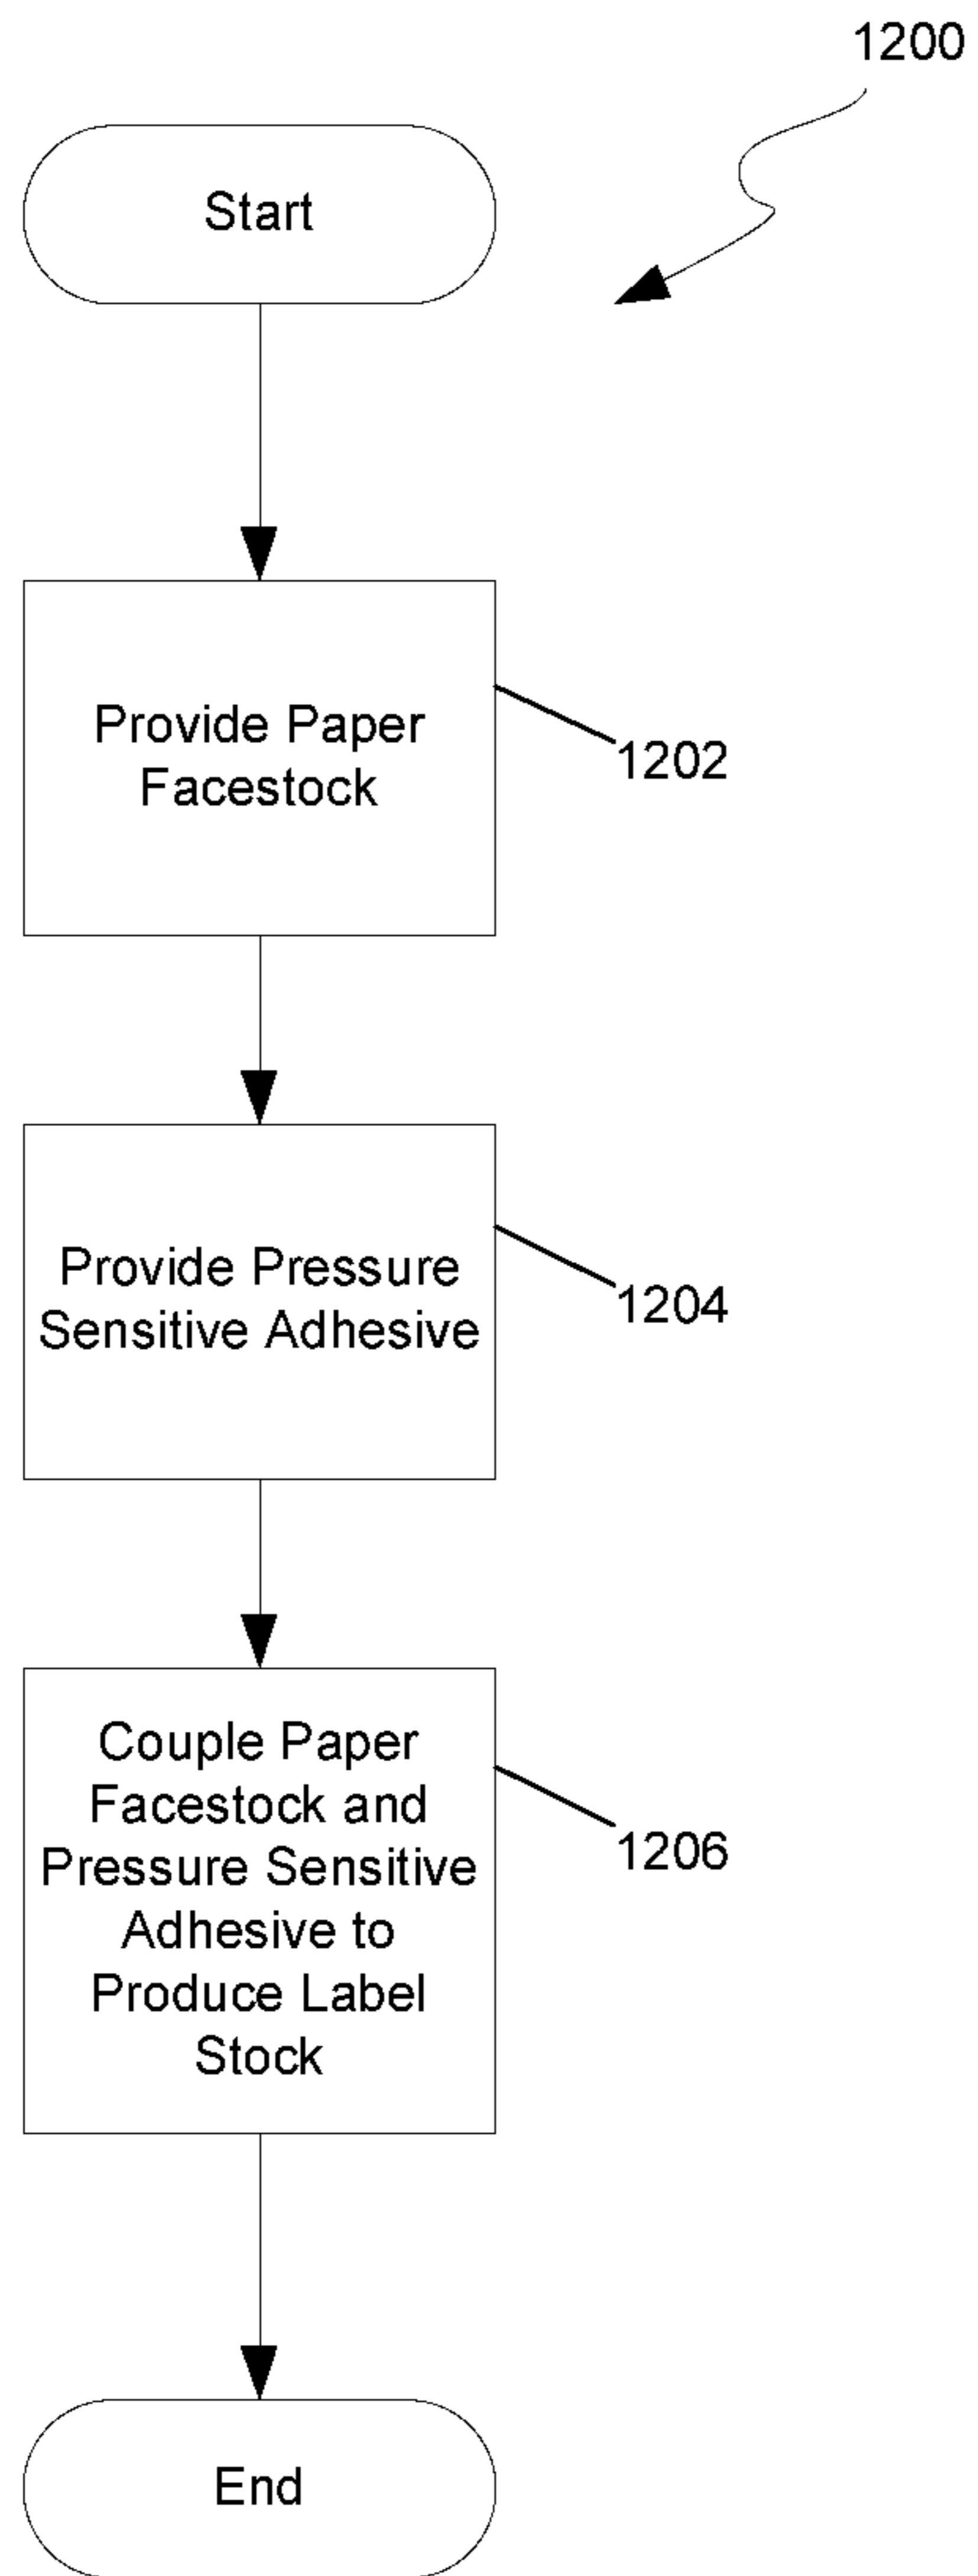 1200
Start
Provide Paper
Facestock
1202
Provide Pressure
Sensitive Adhesive
1204
Couple Paper
Facestock and
Pressure Sensitive
Adhesive to
Produce Label
Stock
1206
End